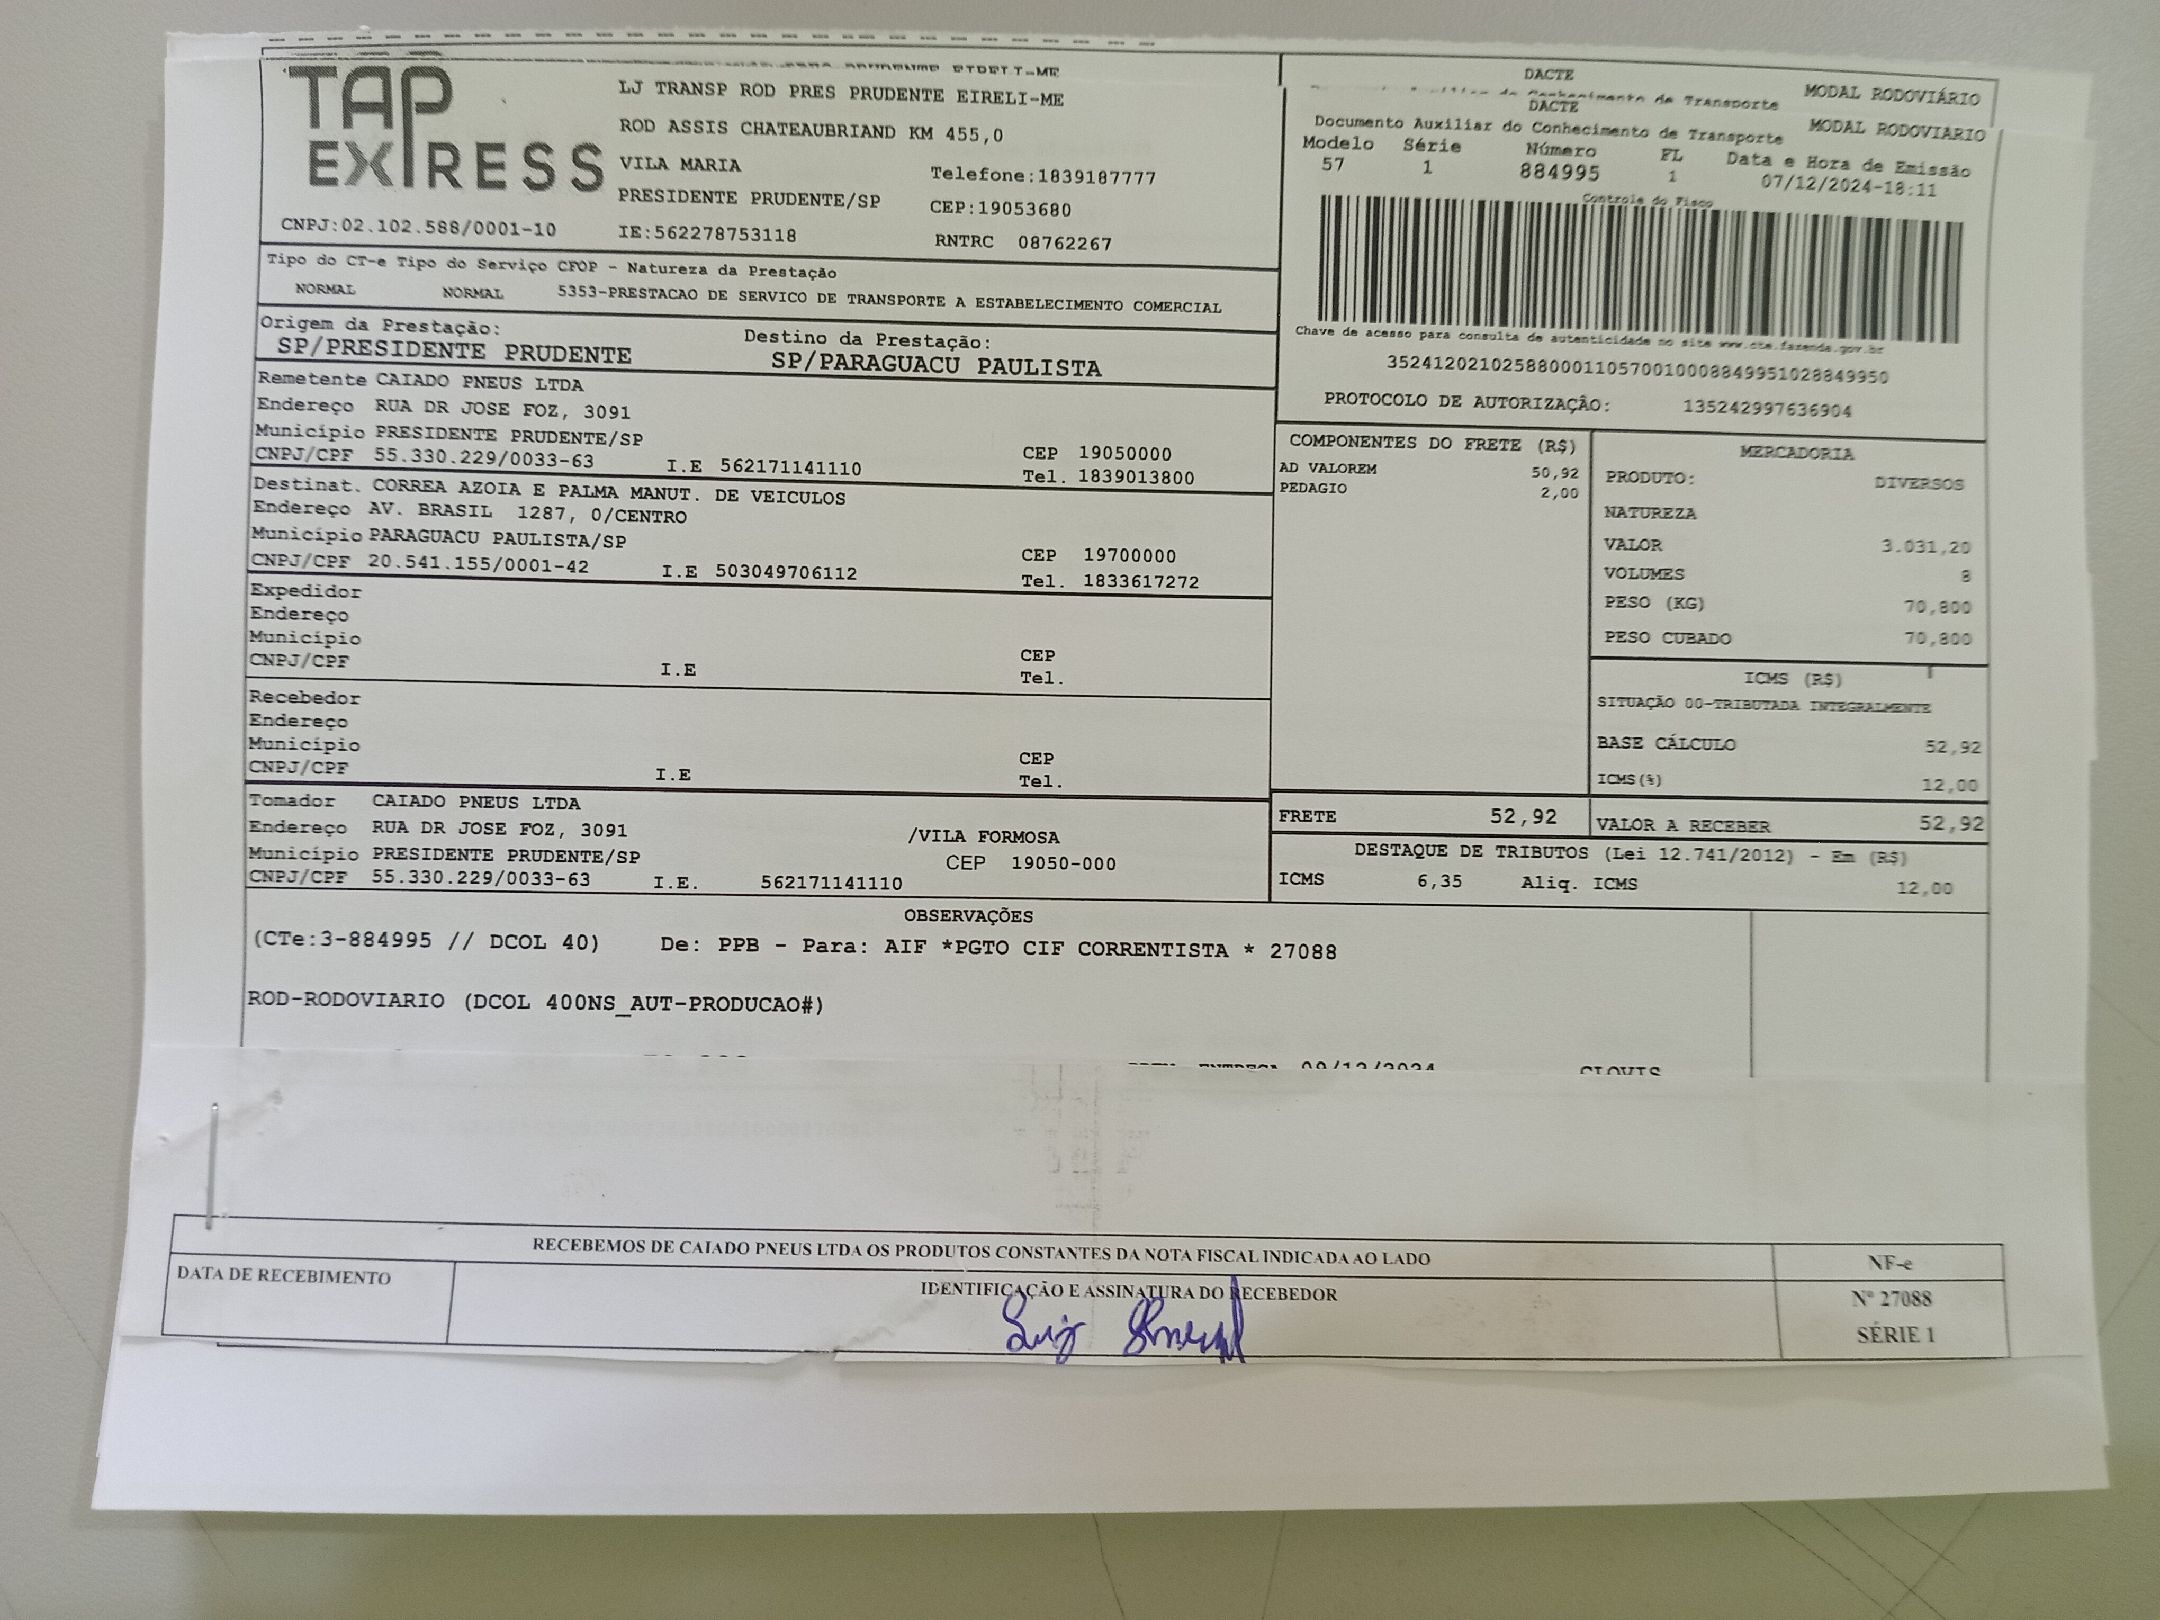 TAP
EXPRESS
LJ TRANSP ROD PRES PRUDENTE EIRELI-ME
ROD ASSIS CHATEAUBRIAND KM 455,0
VILA MARIA
Telefone:1839187777
PRESIDENTE PRUDENTE/SP
CEP:19053680
CNPJ:02.102.588/0001-10
IE:562278753118
RNTRC 08762267
DACTE
MODAL RODOVIÁRIO
DACTE
Documento Auxiliar do Conhecimento de Transporte
MODAL RODOVIARIO
Modelo Série Número FL Data e Hora de Emissão
57 1 884995 1 07/12/2024-18:11
Controle do Fisco
Chave de acesso para consulta de autenticidade no site www.cte.fazenda.gov.br
35241202102588000110570010008849951028849950
PROTOCOLO DE AUTORIZAÇÃO: 135242997636904
Tipo do CT-e Tipo do Serviço CFOP - Natureza da Prestação
NORMAL NORMAL 5353-PRESTACAO DE SERVICO DE TRANSPORTE A ESTABELECIMENTO COMERCIAL
Origem da Prestação: Destino da Prestação:
SP/PRESIDENTE PRUDENTE SP/PARAGUACU PAULISTA
Remetente CAIADO PNEUS LTDA
Endereço RUA DR JOSE FOZ, 3091
Município PRESIDENTE PRUDENTE/SP CEP 19050000
CNPJ/CPF 55.330.229/0033-63 I.E 562171141110 Tel. 1839013800
Destinat. CORREA AZOIA E PALMA MANUT. DE VEICULOS
Endereço AV. BRASIL 1287, 0/CENTRO
Município PARAGUACU PAULISTA/SP CEP 19700000
CNPJ/CPF 20.541.155/0001-42 I.E 503049706112 Tel. 1833617272
Expedidor
Endereço
Município CEP
CNPJ/CPF I.E Tel.
Recebedor
Endereço
Município CEP
CNPJ/CPF I.E Tel.
Tomador CAIADO PNEUS LTDA
Endereço RUA DR JOSE FOZ, 3091 /VILA FORMOSA
Município PRESIDENTE PRUDENTE/SP CEP 19050-000
CNPJ/CPF 55.330.229/0033-63 I.E. 562171141110
COMPONENTES DO FRETE (R$)
AD VALOREM 50,92
PEDAGIO 2,00
MERCADORIA
PRODUTO: DIVERSOS
NATUREZA
VALOR 3.031,20
VOLUMES 8
PESO (KG) 70,800
PESO CUBADO 70,800
ICMS (R$)
SITUAÇÃO 00-TRIBUTADA INTEGRALMENTE
BASE CÁLCULO 52,92
ICMS(%) 12,00
FRETE 52,92
VALOR A RECEBER 52,92
DESTAQUE DE TRIBUTOS (Lei 12.741/2012) - Em (R$)
ICMS 6,35 Aliq. ICMS 12,00
OBSERVAÇÕES
(CTe:3-884995 // DCOL 40) De: PPB - Para: AIF *PGTO CIF CORRENTISTA * 27088
ROD-RODOVIARIO (DCOL 400NS_AUT-PRODUCAO#)
ENTREGA 09/12/2024 CLOVIS
RECEBEMOS DE CAIADO PNEUS LTDA OS PRODUTOS CONSTANTES DA NOTA FISCAL INDICADA AO LADO
NF-e
DATA DE RECEBIMENTO
IDENTIFICAÇÃO E ASSINATURA DO RECEBEDOR
Nº 27088
SÉRIE 1
Luiz